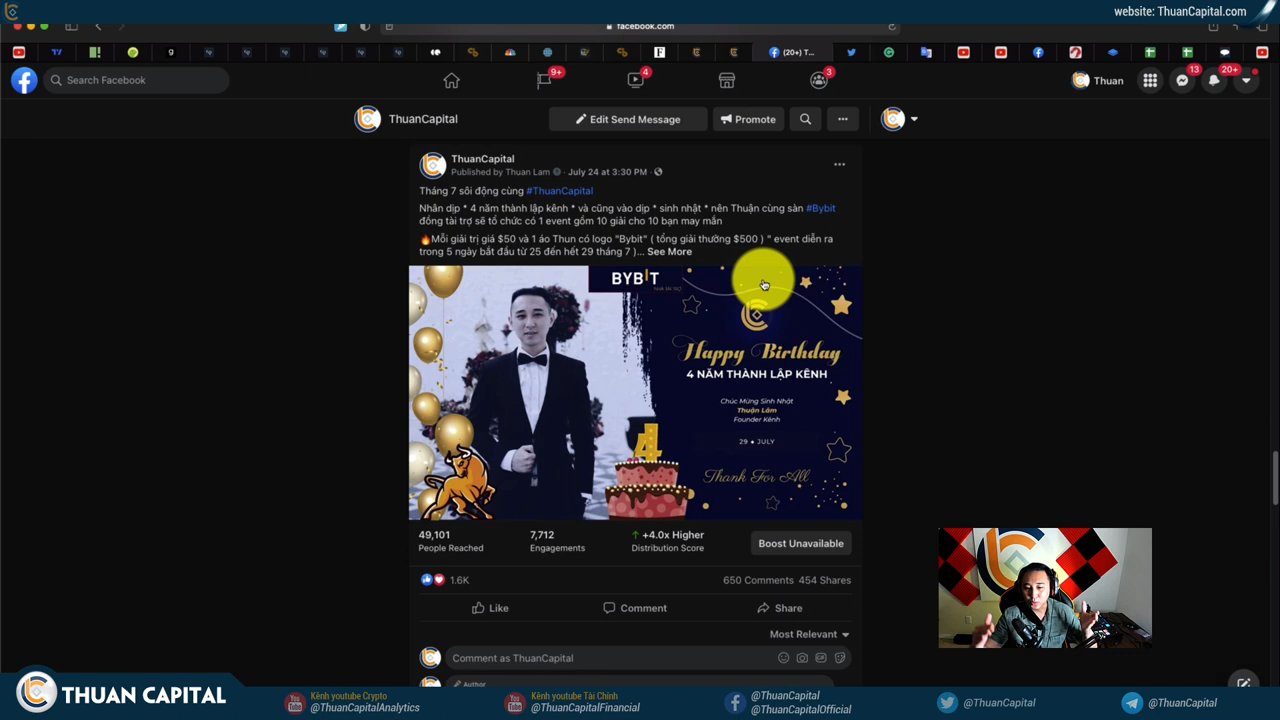 website: ThuanCapital.com
facebook.com
(20+) T...
Search Facebook
9+
4
3
Thuan
13
20+
ThuanCapital
Edit Send Message
Promote
ThuanCapital
Published by Thuan Lam · July 24 at 3:30 PM ·
Tháng 7 sôi động cùng #ThuanCapital
Nhân dịp * 4 năm thành lập kênh * và cũng vào dịp * sinh nhật * nên Thuận cùng sàn #Bybit
đồng tài trợ sẽ tổ chức có 1 event gồm 10 giải cho 10 bạn may mắn
🔥Mỗi giải trị giá $50 và 1 áo Thun có logo "Bybit" ( tổng giải thưởng $500 ) " event diễn ra
trong 5 ngày bắt đầu từ 25 đến hết 29 tháng 7 )... See More
BYBIT
Happy Birthday
4 NĂM THÀNH LẬP KÊNH
Chúc Mừng Sinh Nhật
Thuận Lâm
Founder Kênh
29 • JULY
Thank For All
4
49,101
People Reached
7,712
Engagements
+4.0x Higher
Distribution Score
Boost Unavailable
1.6K
650 Comments 454 Shares
Like
Comment
Share
Most Relevant
Comment as ThuanCapital
Author
THUAN CAPITAL
Kênh youtube Crypto
@ThuanCapitalAnalytics
Kênh youtube Tài Chính
@ThuanCapitalFinancial
@ThuanCapital
@ThuanCapitalOfficial
@ThuanCapital
@ThuanCapital